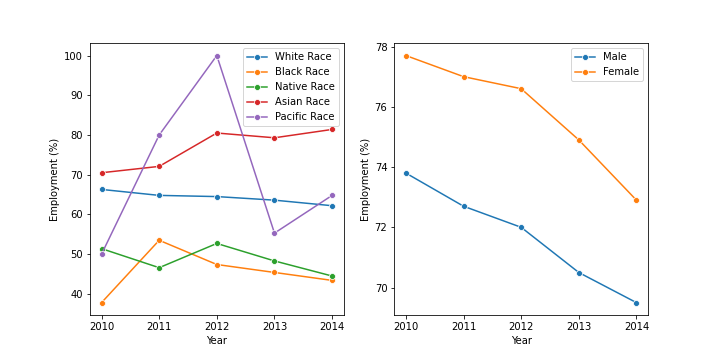 100
90
80
70
60
50
40
2010
2011
2012
2013
2014
Year
Employment (%)
White Race
Black Race
Native Race
Asian Race
Pacific Race
78
76
74
72
70
2010
2011
2012
2013
2014
Year
Employment (%)
Male
Female